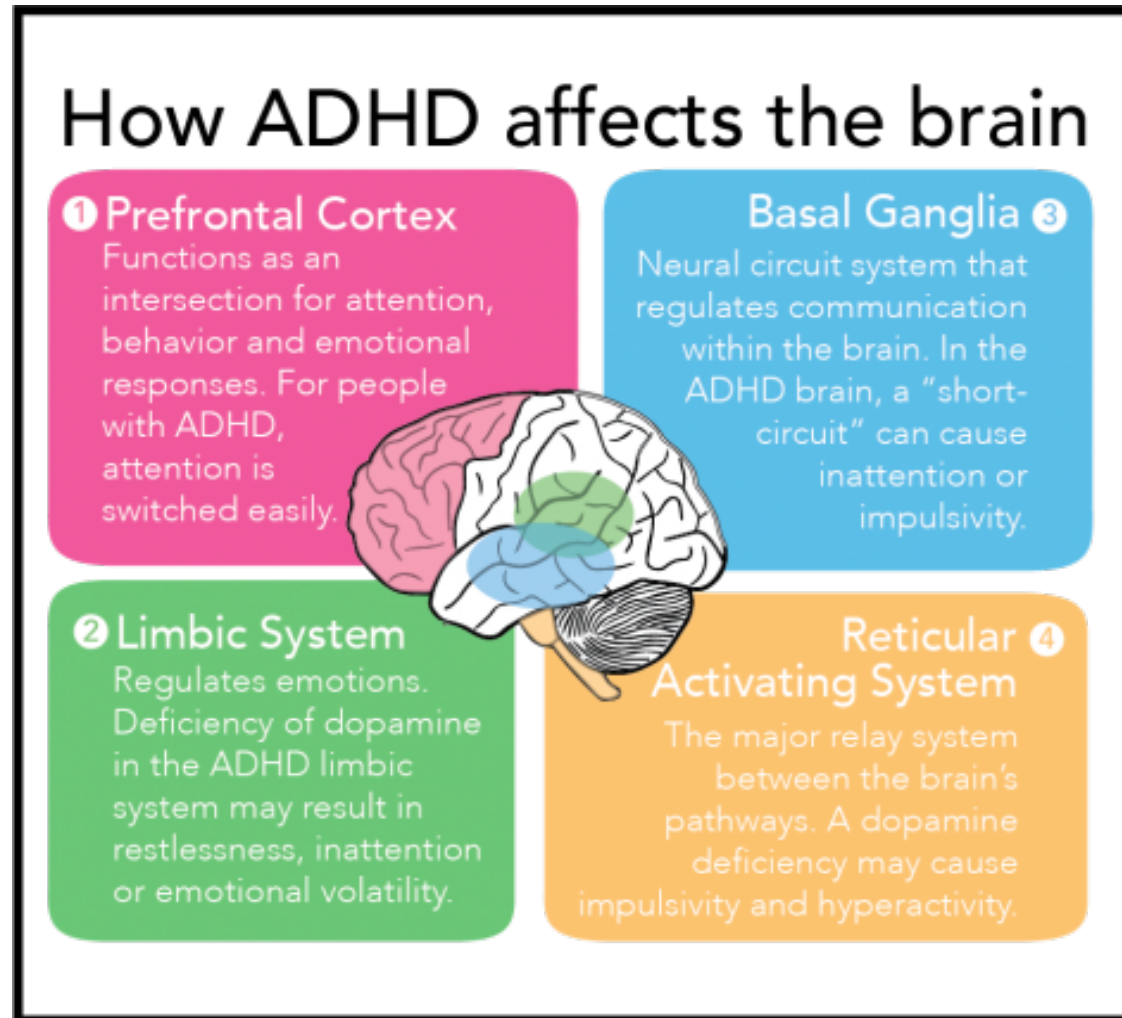 How ADHD affects the brain
1 Prefrontal Cortex
Functions as an
intersection for attention,
behavior and emotional
responses. For people
with ADHD,
attention is
switched easily.
2 Limbic System
Regulates emotions.
Deficiency of dopamine
in the ADHD limbic
system may result in
restlessness, inattention
or emotional volatility.
Basal Ganglia 3
Neural circuit system that
regulates communication
within the brain. In the
ADHD brain, a “short-
circuit” can cause
inattention or
impulsivity.
Reticular 4
Activating System
The major relay system
between the brain’s
pathways. A dopamine
deficiency may cause
impulsivity and hyperactivity.